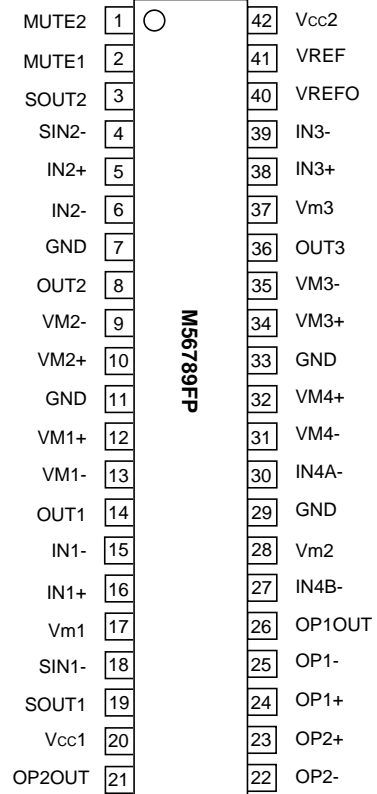 MUTE2 1 42 Vcc2
MUTE1 2 41 VREF
SOUT2 3 40 VREFO
SIN2- 4 39 IN3-
IN2+ 5 38 IN3+
IN2- 6 37 Vm3
GND 7 36 OUT3
OUT2 8 35 VM3-
VM2- 9 34 VM3+
VM2+ 10 33 GND
GND 11 32 VM4+
VM1+ 12 31 VM4-
VM1- 13 30 IN4A-
OUT1 14 29 GND
IN1- 15 28 Vm2
IN1+ 16 27 IN4B-
Vm1 17 26 OP1OUT
SIN1- 18 25 OP1-
SOUT1 19 24 OP1+
Vcc1 20 23 OP2+
OP2OUT 21 22 OP2-
M56789FP